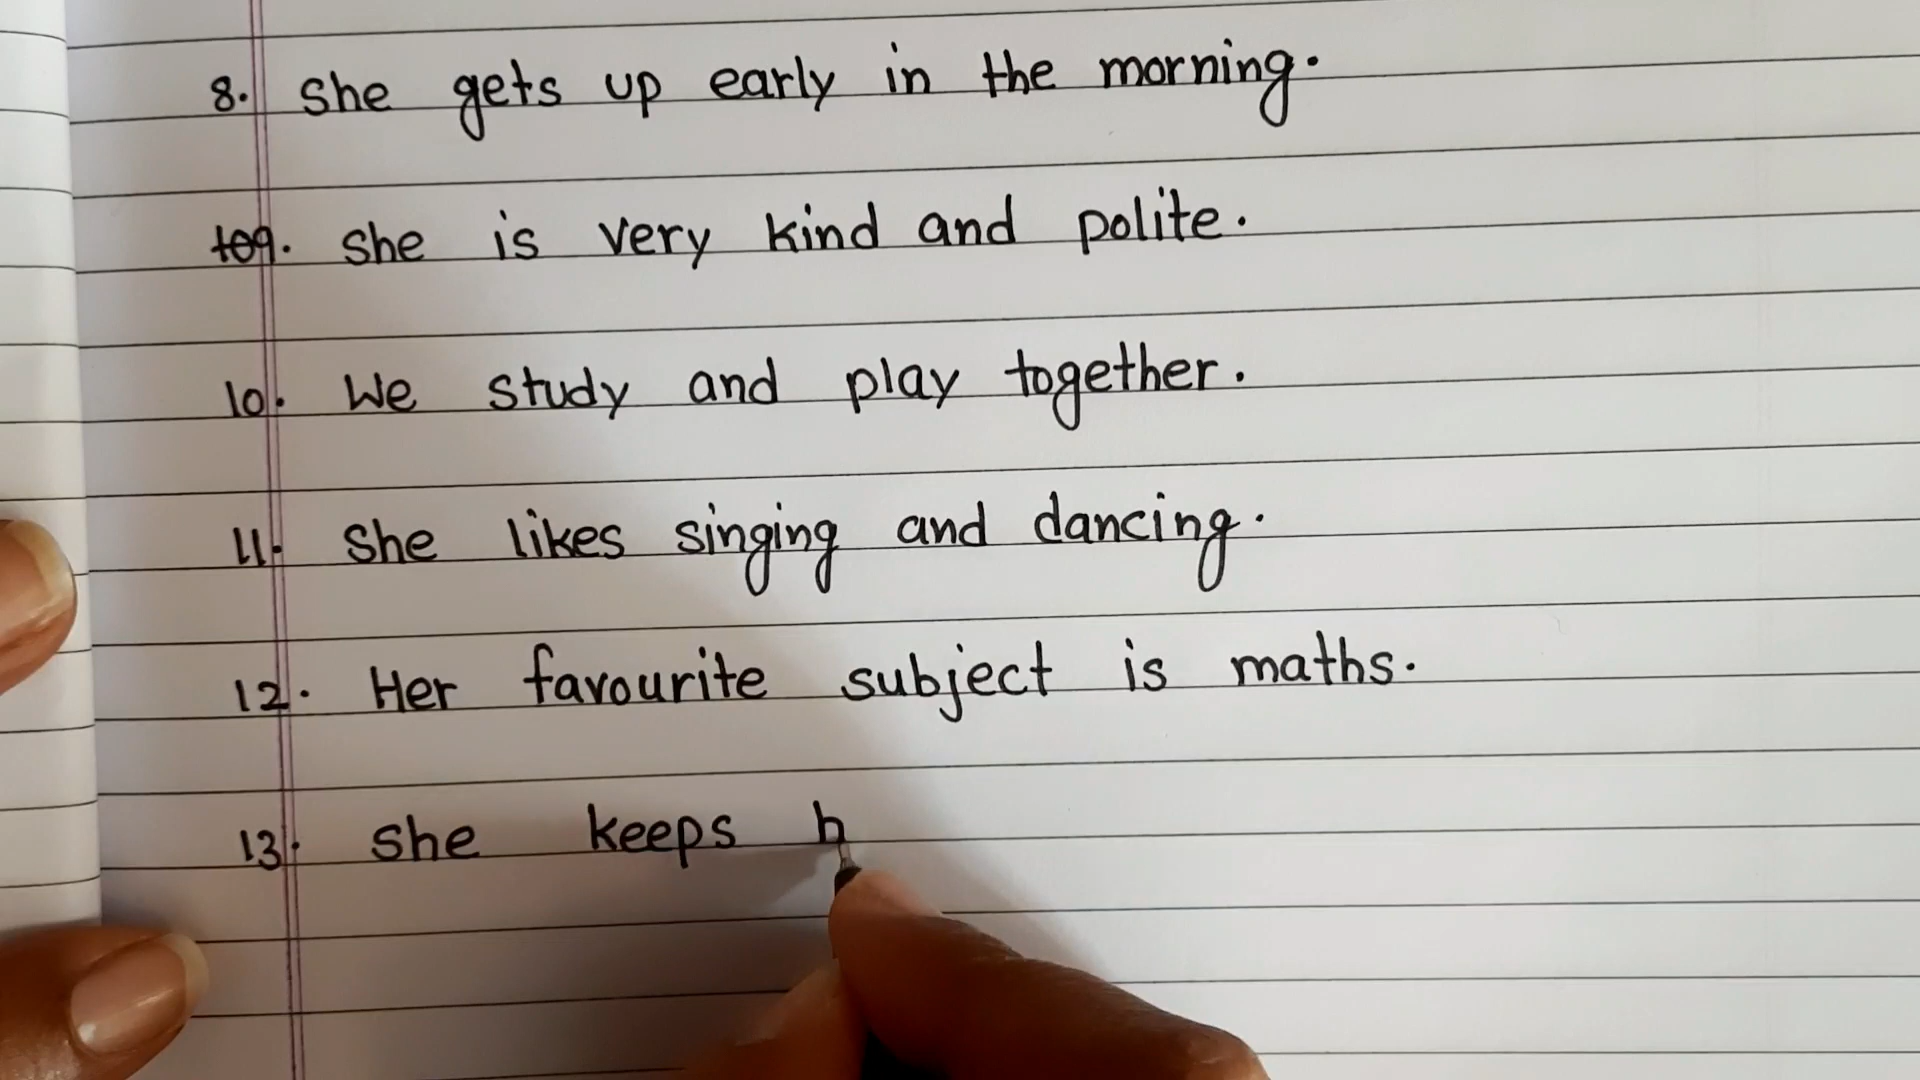 8. She gets up early in the morning.
9. She is very kind and polite.
10. We study and play together.
11. She likes singing and dancing.
12. Her favourite subject is maths.
13. She keeps h